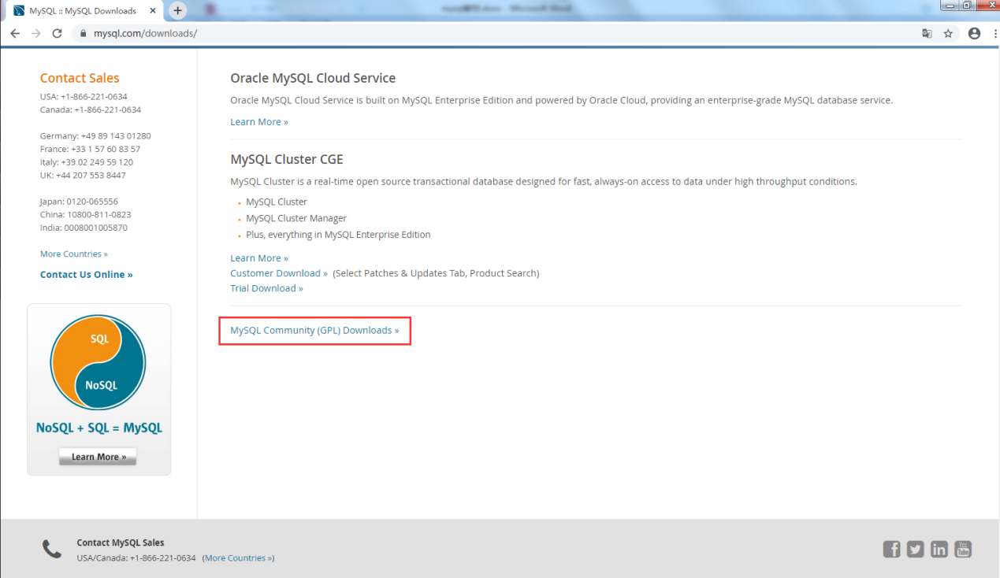 MySQL :: MySQL Downloads
mysql.com/downloads/
Contact Sales
USA: +1-866-221-0634
Canada: +1-866-221-0634
Germany: +49 89 143 01280
France: +33 1 57 60 83 57
Italy: +39 02 249 59 120
UK: +44 207 553 8447
Japan: 0120-065556
China: 10800-811-0823
India: 0008001005870
More Countries »
Contact Us Online »
SQL
NoSQL
NoSQL + SQL = MySQL
Learn More »
Oracle MySQL Cloud Service
Oracle MySQL Cloud Service is built on MySQL Enterprise Edition and powered by Oracle Cloud, providing an enterprise-grade MySQL database service.
Learn More »
MySQL Cluster CGE
MySQL Cluster is a real-time open source transactional database designed for fast, always-on access to data under high throughput conditions.
• MySQL Cluster
• MySQL Cluster Manager
• Plus, everything in MySQL Enterprise Edition
Learn More »
Customer Download » (Select Patches & Updates Tab, Product Search)
Trial Download »
MySQL Community (GPL) Downloads »
Contact MySQL Sales
USA/Canada: +1-866-221-0634 (More Countries »)
You Tube